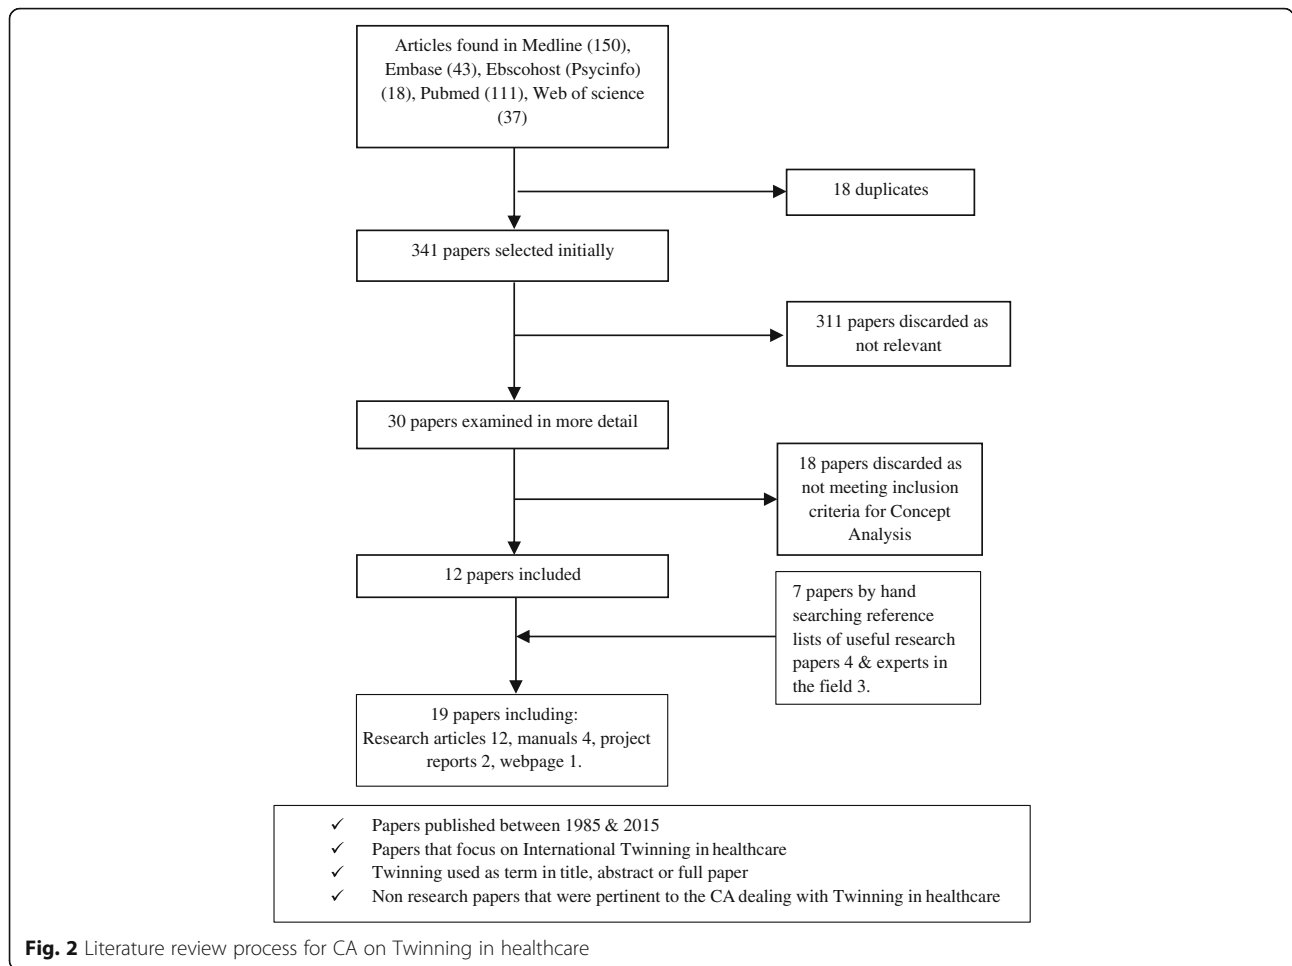 Articles found in Medline (150),
Embase (43), Ebscohost (Psycinfo)
(18), Pubmed (111), Web of science
(37)
18 duplicates
341 papers selected initially
311 papers discarded as
not relevant
30 papers examined in more detail
18 papers discarded as
not meeting inclusion
criteria for Concept
Analysis
12 papers included
7 papers by hand
searching reference
lists of useful research
papers 4 & experts in
the field 3.
19 papers including:
Research articles 12, manuals 4, project
reports 2, webpage 1.
✓ Papers published between 1985 & 2015
✓ Papers that focus on International Twinning in healthcare
✓ Twinning used as term in title, abstract or full paper
✓ Non research papers that were pertinent to the CA dealing with Twinning in healthcare
Fig. 2 Literature review process for CA on Twinning in healthcare